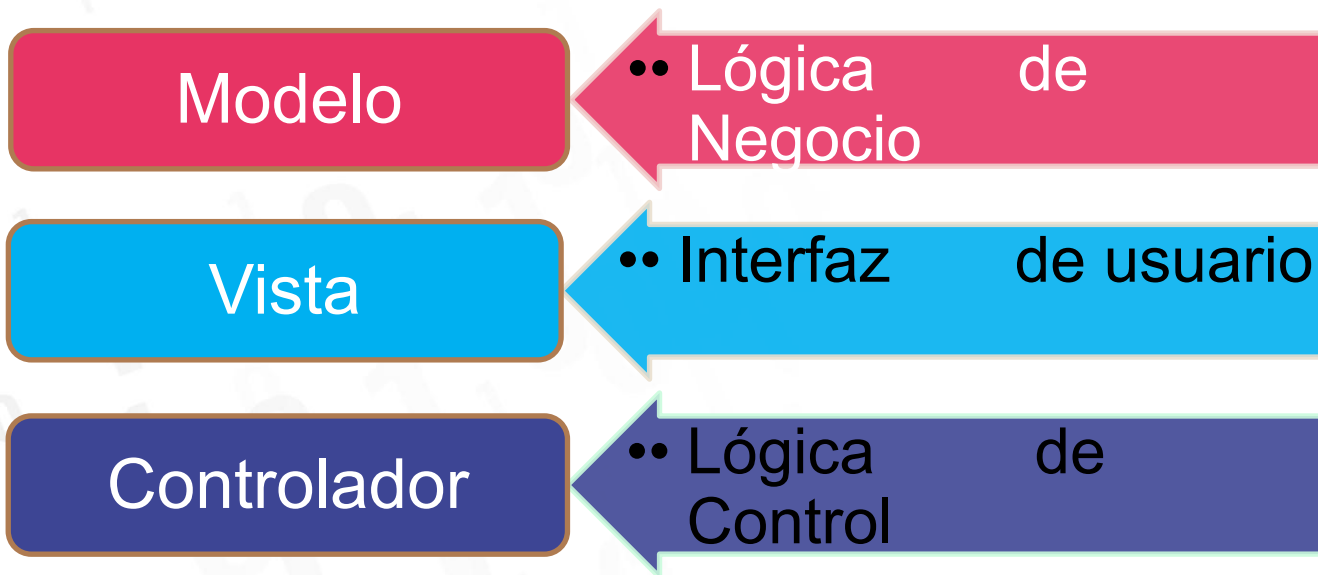 Modelo
•• Lógica de
Negocio
Vista
•• Interfaz de usuario
Controlador
•• Lógica de
Control